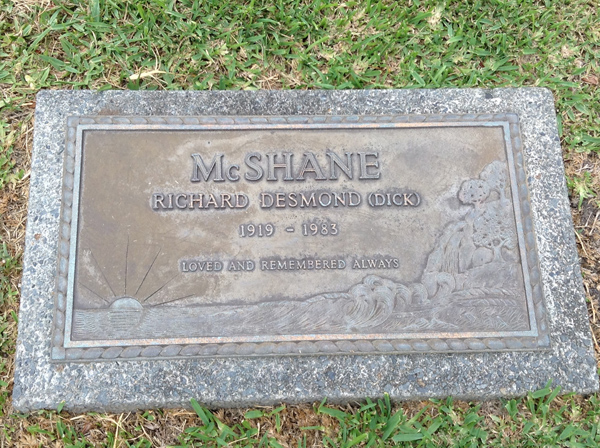 McSHANE
RICHARD DESMOND (DICK)
1919 - 1983
LOVED AND REMEMBERED ALWAYS